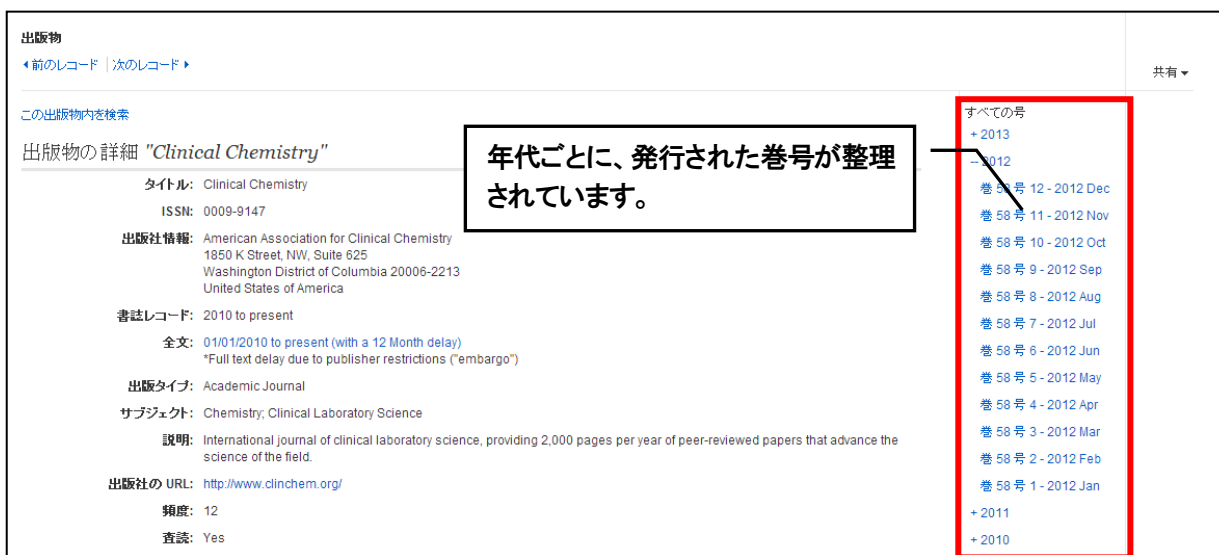 出版物
前のレコード 次のレコード
共有
この出版物内を検索
出版物の詳細 "Clinical Chemistry"
タイトル: Clinical Chemistry
ISSN: 0009-9147
出版社情報: American Association for Clinical Chemistry
1850 K Street, NW, Suite 625
Washington District of Columbia 20006-2213
United States of America
書誌レコード: 2010 to present
全文: 01/01/2010 to present (with a 12 Month delay)
*Full text delay due to publisher restrictions ("embargo")
出版タイプ: Academic Journal
サブジェクト: Chemistry; Clinical Laboratory Science
説明: International journal of clinical laboratory science, providing 2,000 pages per year of peer-reviewed papers that advance the
science of the field.
出版社の URL: http://www.clinchem.org/
頻度: 12
査読: Yes
年代ごとに、発行された巻号が整理
されています。
すべての号
+ 2013
-- 2012
巻 58 号 12 - 2012 Dec
巻 58 号 11 - 2012 Nov
巻 58 号 10 - 2012 Oct
巻 58 号 9 - 2012 Sep
巻 58 号 8 - 2012 Aug
巻 58 号 7 - 2012 Jul
巻 58 号 6 - 2012 Jun
巻 58 号 5 - 2012 May
巻 58 号 4 - 2012 Apr
巻 58 号 3 - 2012 Mar
巻 58 号 2 - 2012 Feb
巻 58 号 1 - 2012 Jan
+ 2011
+ 2010